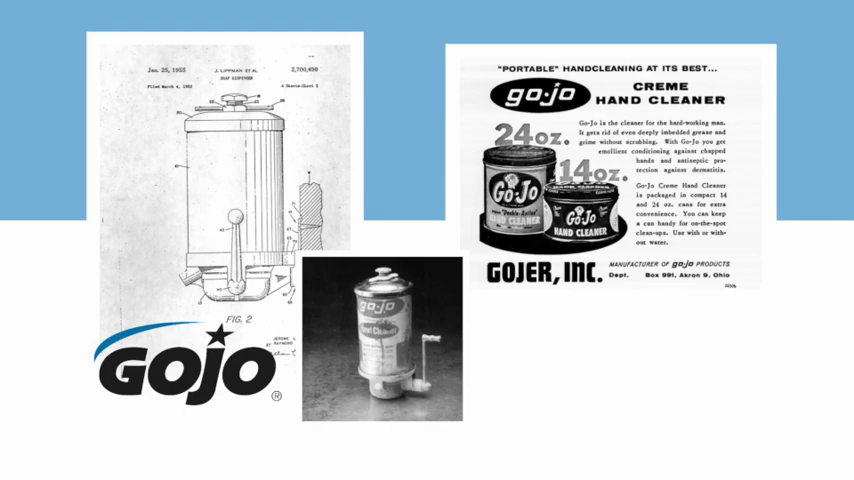 Jan. 25, 1955
J. LIPPMAN ET AL
2,700,490
SOAP DISPENSER
Filed March 4, 1952
4 Sheets-Sheet 2
FIG. 2
GOJO®
go-jo
Hand Cleaner
"PORTABLE" HANDCLEANING AT ITS BEST...
go-jo
CREME
HAND CLEANER
24 oz.
14 oz.
Go-Jo is the cleaner for the hard-working man.
It gets rid of even deeply imbedded grease and
grime without scrubbing. With Go-Jo you get
emollient conditioning against chapped
hands and antiseptic pro-
tection against dermatitis.
Go-Jo Creme Hand Cleaner
is packaged in compact 14
and 24 oz. cans for extra
convenience. You can keep
a can handy for on-the-spot
clean-ups. Use with or with-
out water.
GO-JO
HAND CLEANER
GO-JO
HAND CLEANER
GOJER, INC.
MANUFACTURER OF go-jo PRODUCTS
Dept. Box 991, Akron 9, Ohio